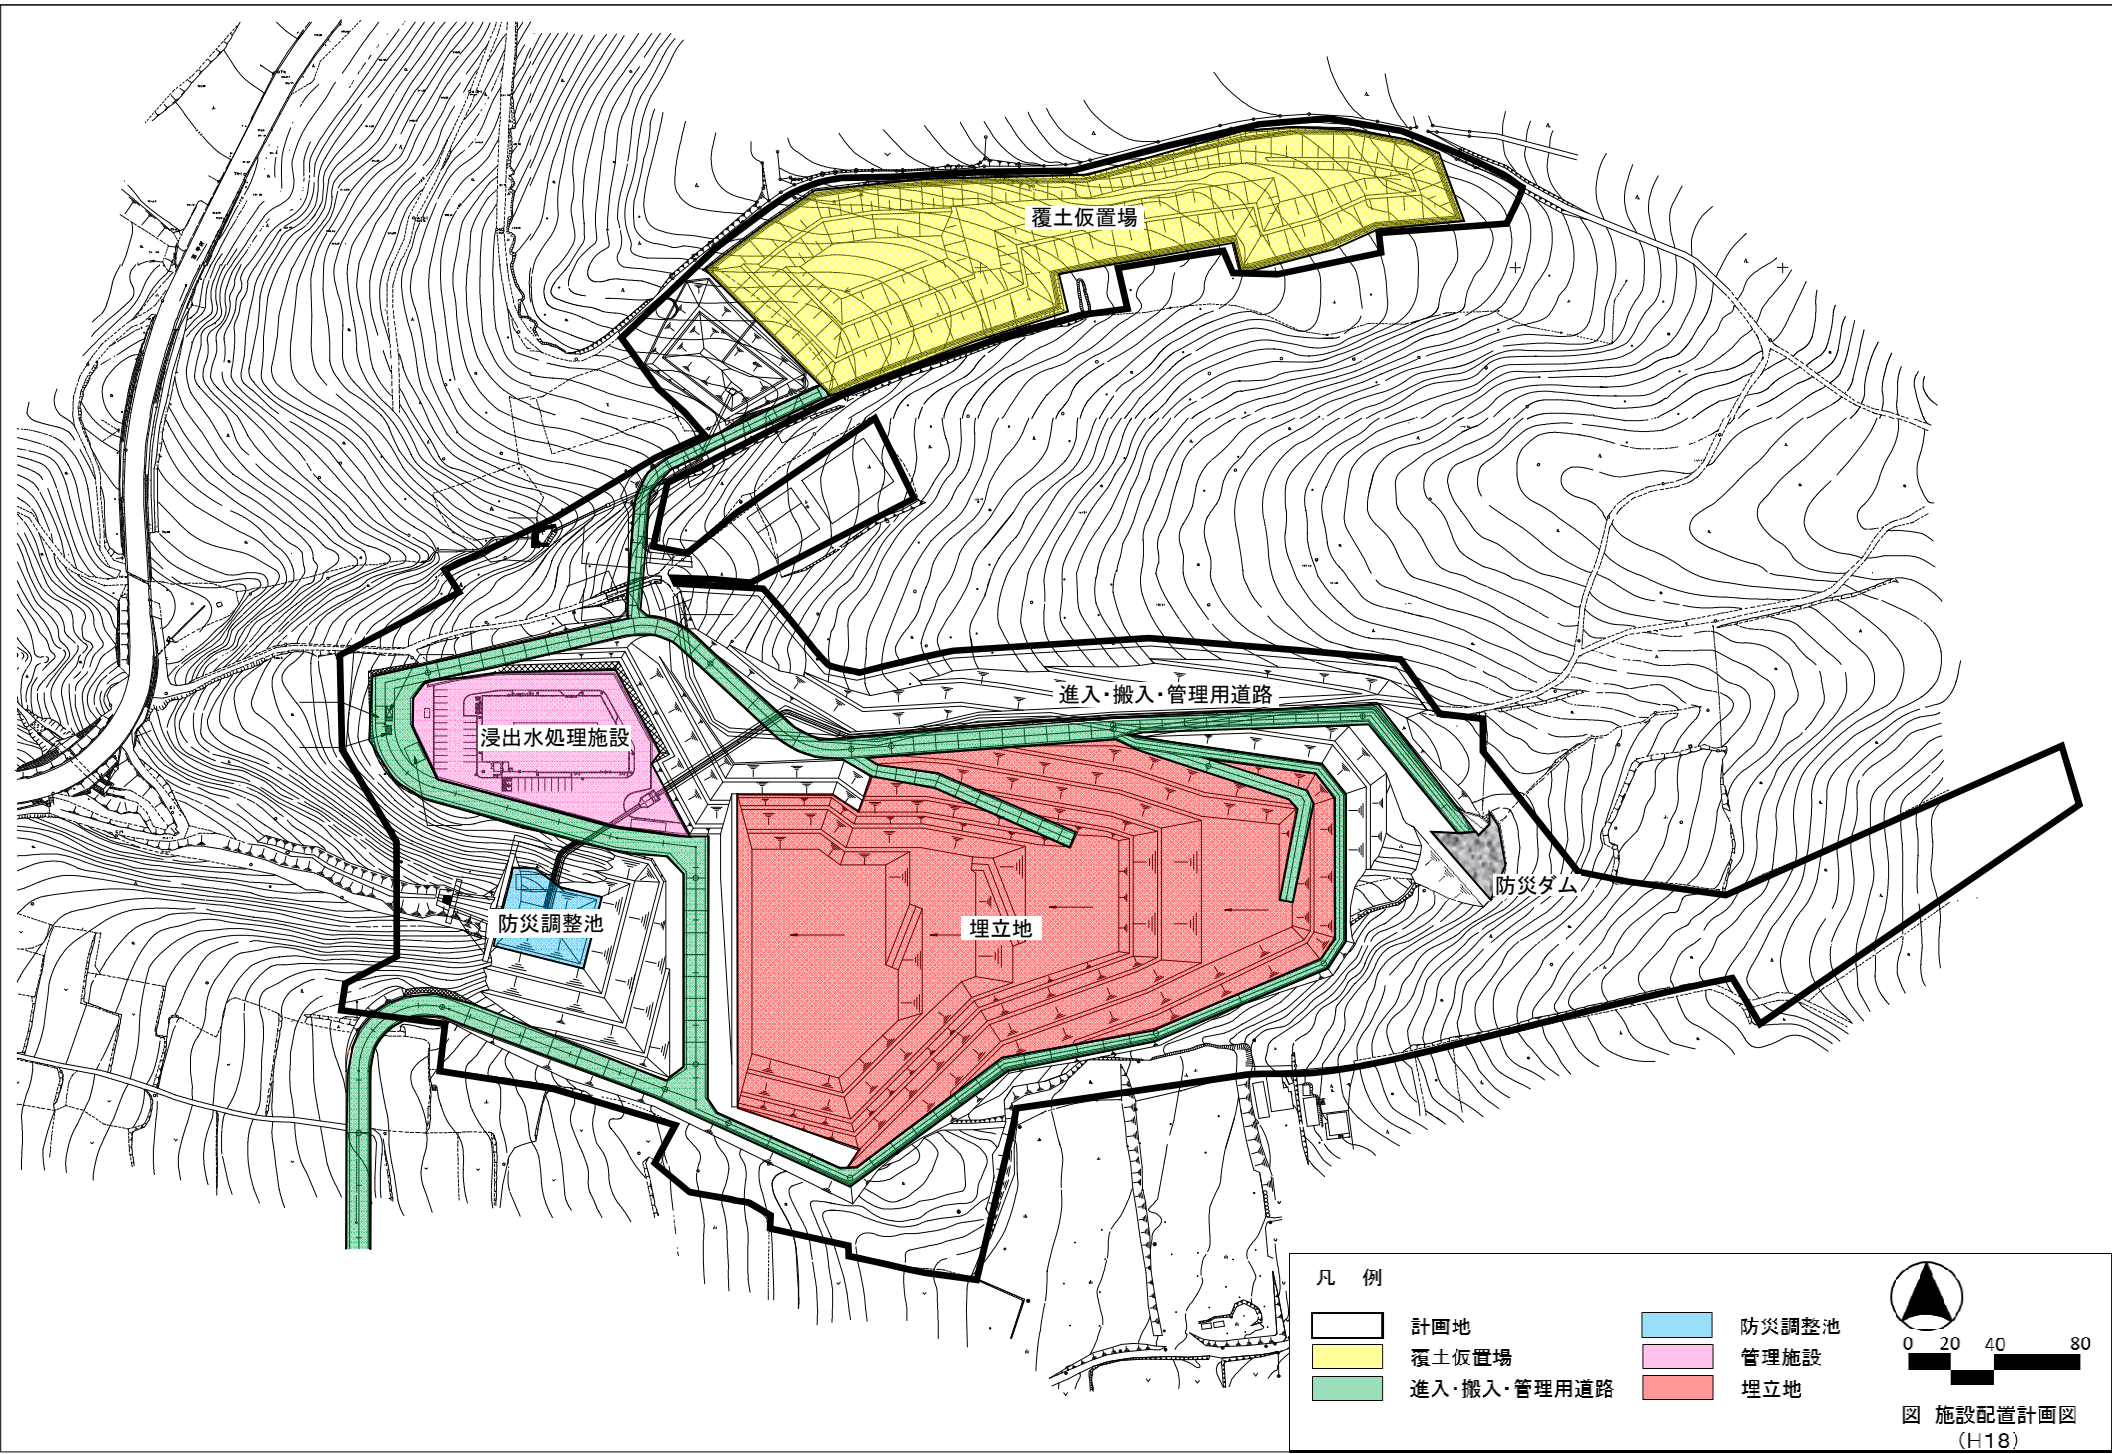 覆土仮置場
進入・搬入・管理用道路
浸出水処理施設
防災ダム
防災調整池
埋立地
凡 例
計画地
覆土仮置場
進入・搬入・管理用道路
防災調整池
管理施設
埋立地
0 20 40 80
図 施設配置計画図
(H18)